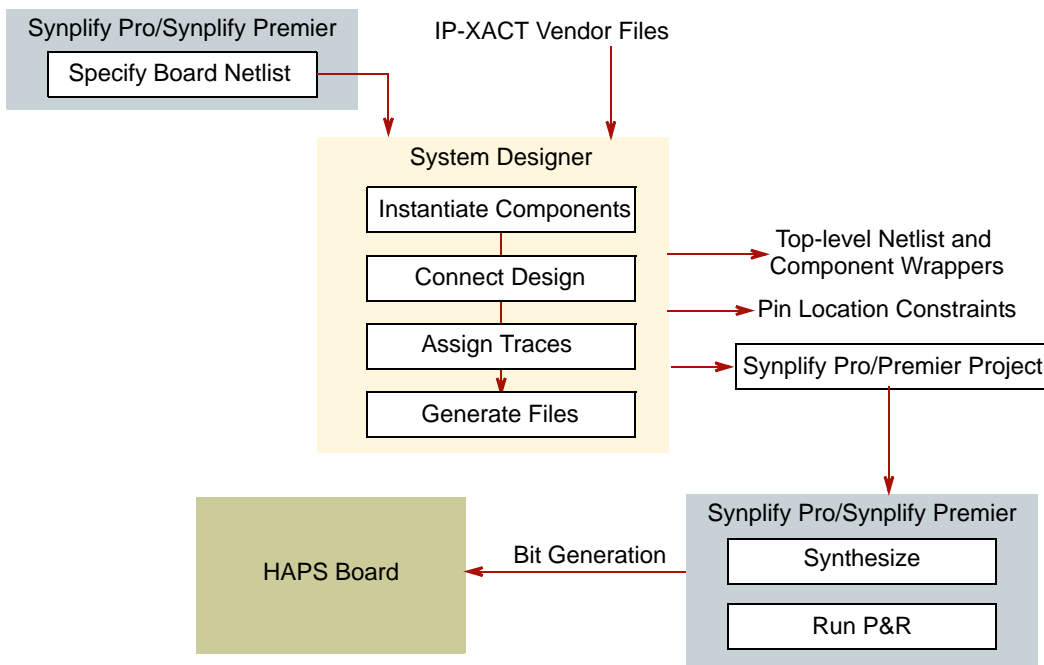 Synplify Pro/Synplify Premier
Specify Board Netlist
IP-XACT Vendor Files
System Designer
Instantiate Components
Connect Design
Assign Traces
Generate Files
Top-level Netlist and
Component Wrappers
Pin Location Constraints
Synplify Pro/Premier Project
Synplify Pro/Synplify Premier
Synthesize
Run P&R
Bit Generation
HAPS Board